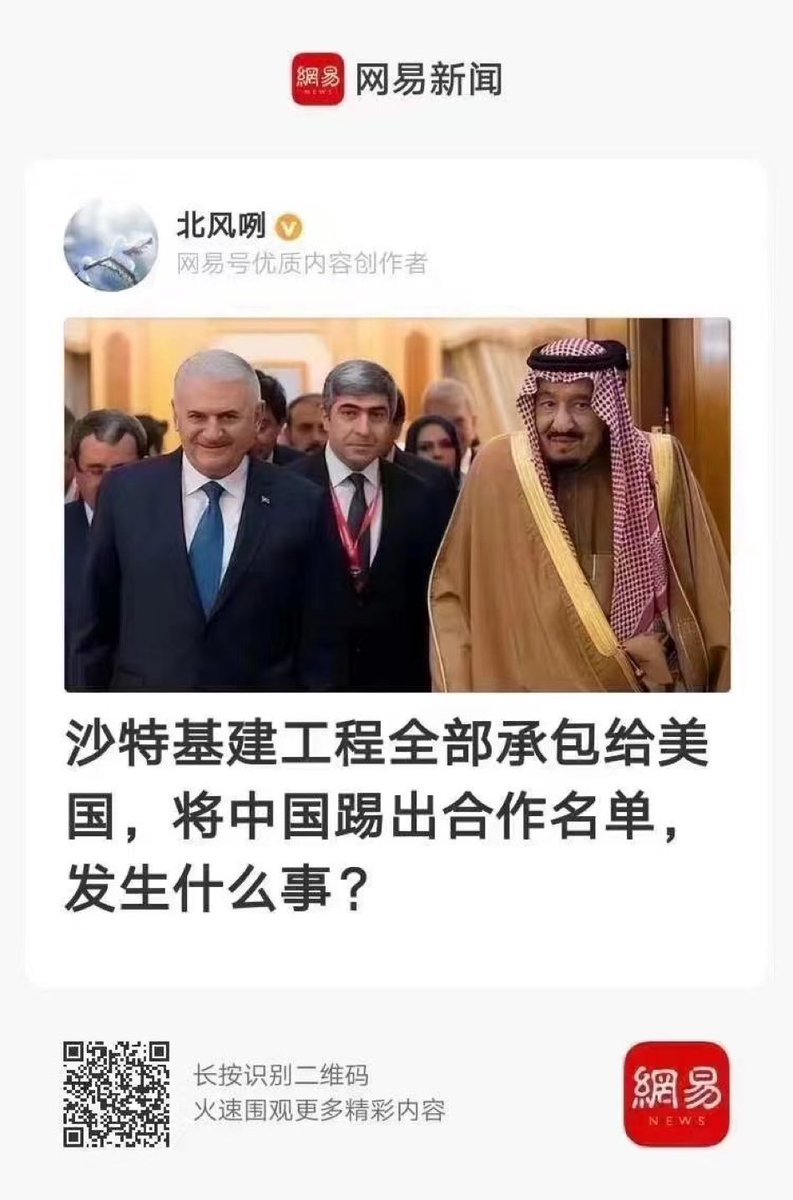 網易
NEWS
网易新闻
北风咧
网易号优质内容创作者
沙特基建工程全部承包给美
国，将中国踢出合作名单，
发生什么事？
长按识别二维码
火速围观更多精彩内容
網易
NEWS